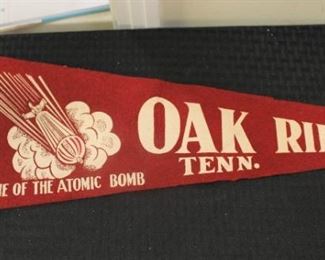 OAK RI
TENN.
OF THE ATOMIC BOMB